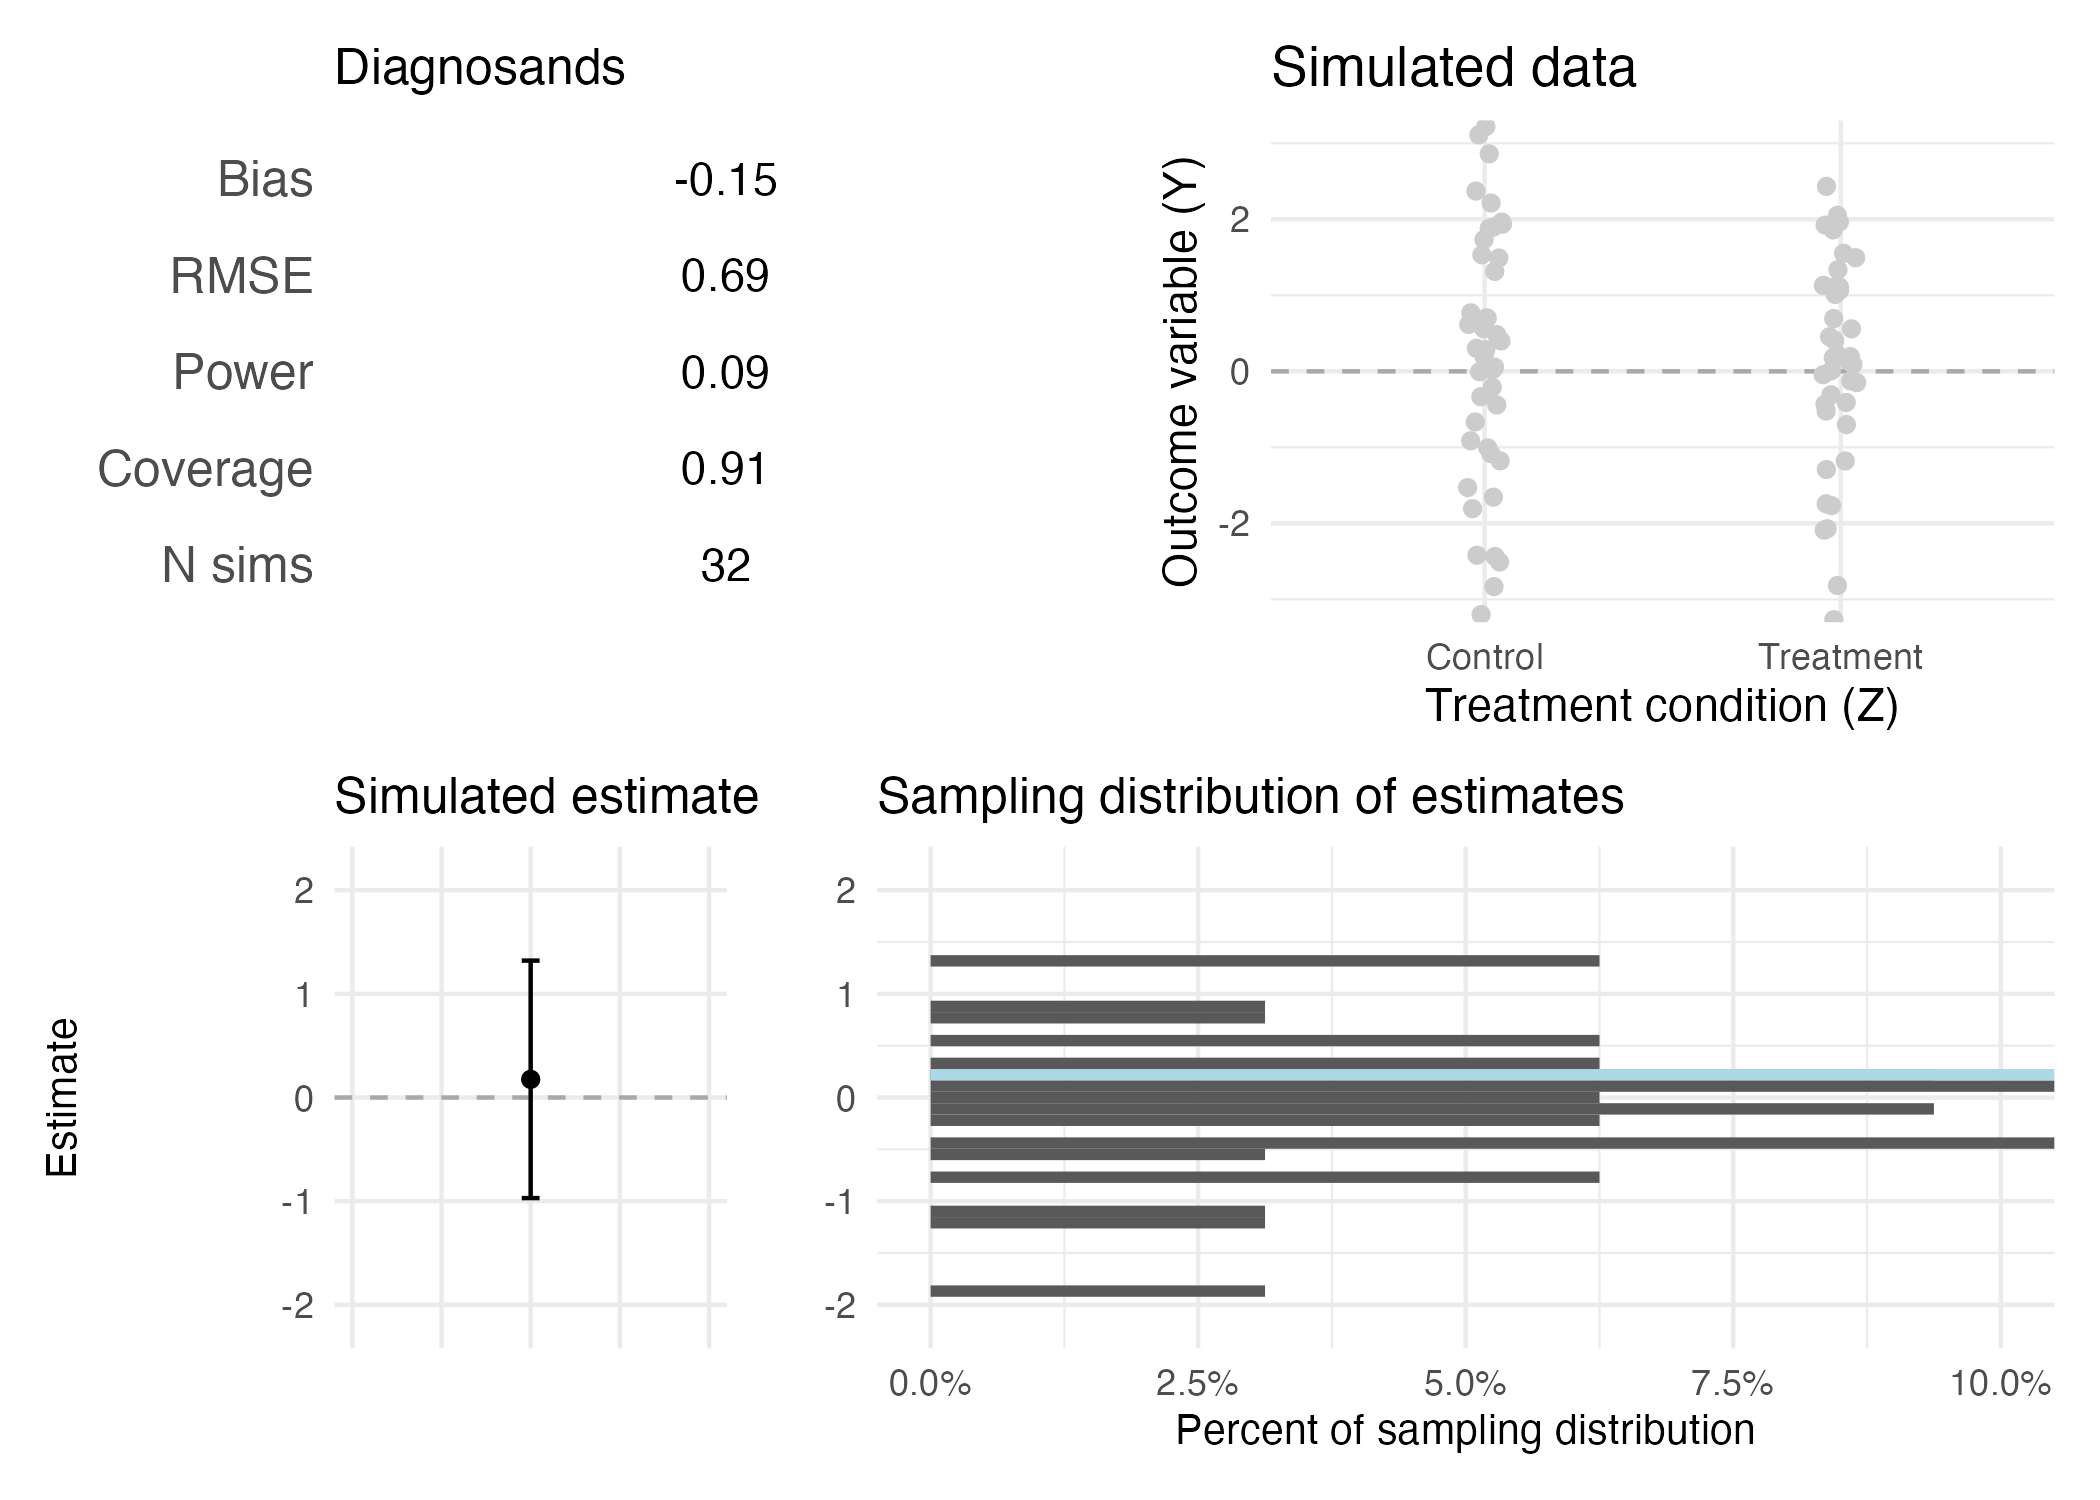 Diagnosands
Bias -0.15
RMSE 0.69
Power 0.09
Coverage 0.91
N sims 32
Simulated data
Outcome variable (Y)
2
0
-2
Control Treatment
Treatment condition (Z)
Simulated estimate
Estimate
2
1
0
-1
-2
Sampling distribution of estimates
2
1
0
-1
-2
0.0% 2.5% 5.0% 7.5% 10.0%
Percent of sampling distribution